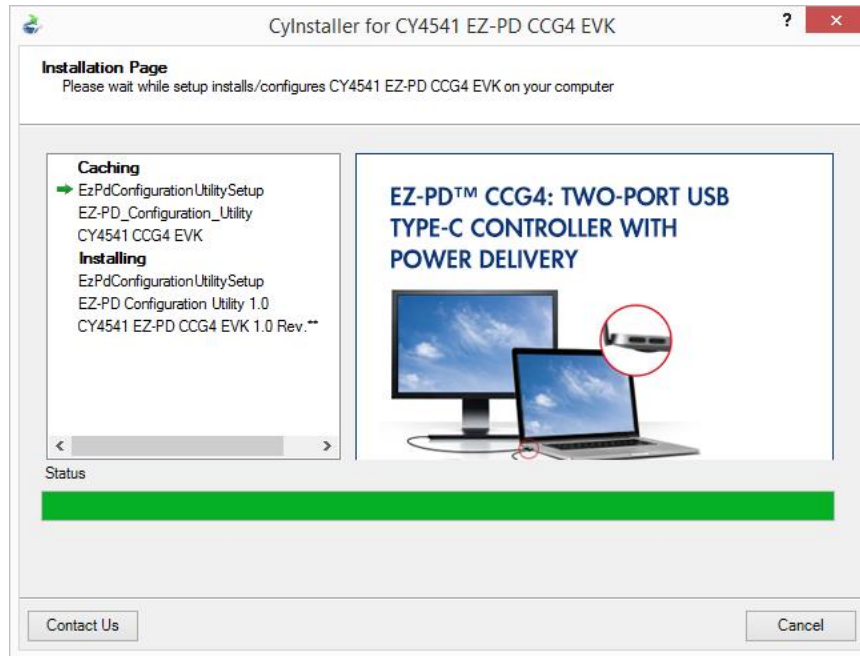 CyInstaller for CY4541 EZ-PD CCG4 EVK
?
Installation Page
Please wait while setup installs/configures CY4541 EZ-PD CCG4 EVK on your computer
Caching
EzPdConfigurationUtilitySetup
EZ-PD_Configuration_Utility
CY4541 CCG4 EVK
Installing
EzPdConfigurationUtilitySetup
EZ-PD Configuration Utility 1.0
CY4541 EZ-PD CCG4 EVK 1.0 Rev.**
EZ-PD™ CCG4: TWO-PORT USB
TYPE-C CONTROLLER WITH
POWER DELIVERY
Status
Contact Us
Cancel